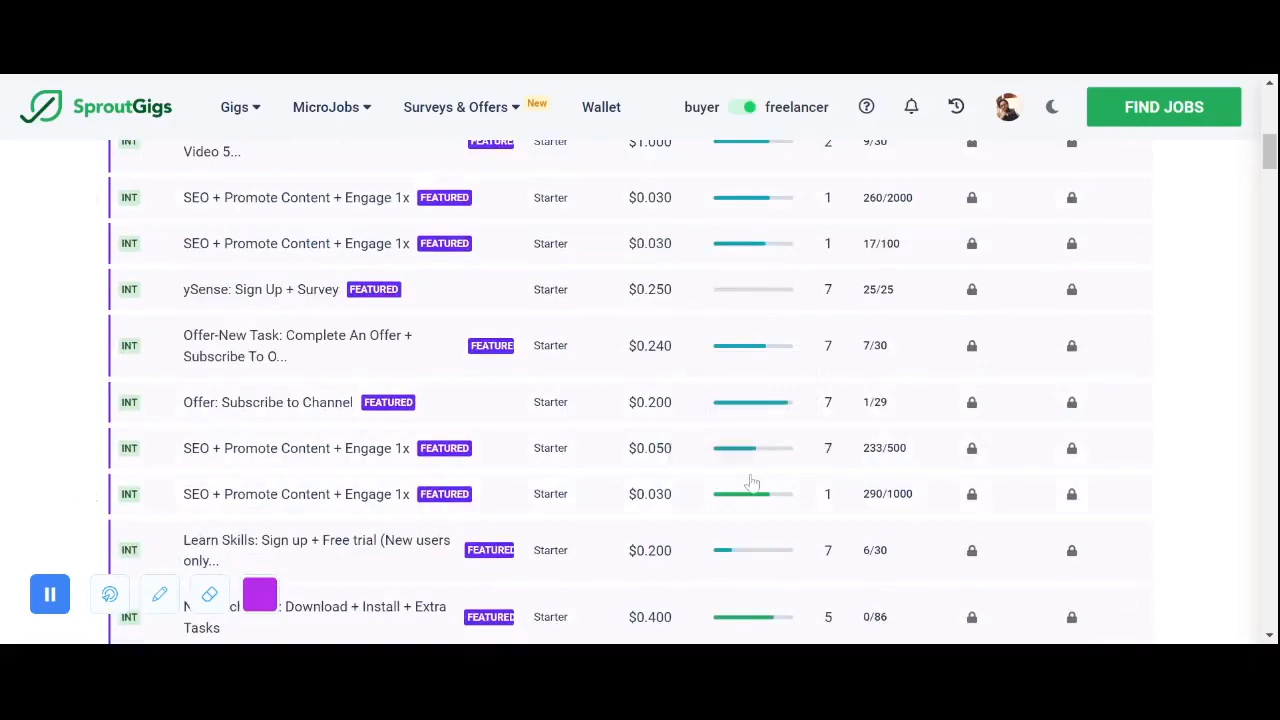 SproutGigs
Gigs
MicroJobs
Surveys & Offers
New
Wallet
buyer
freelancer
FIND JOBS
INT Starter $1.000 2 9/30
Video 5...
INT SEO + Promote Content + Engage 1x FEATURED Starter $0.030 1 260/2000
INT SEO + Promote Content + Engage 1x FEATURED Starter $0.030 1 17/100
INT ySense: Sign Up + Survey FEATURED Starter $0.250 7 25/25
INT Offer-New Task: Complete An Offer + FEATURE Starter $0.240 7 7/30
Subscribe To O...
INT Offer: Subscribe to Channel FEATURED Starter $0.200 7 1/29
INT SEO + Promote Content + Engage 1x FEATURED Starter $0.050 7 233/500
INT SEO + Promote Content + Engage 1x FEATURED Starter $0.030 1 290/1000
INT Learn Skills: Sign up + Free trial (New users FEATURED Starter $0.200 7 6/30
only...
INT : Download + Install + Extra FEATURED Starter $0.400 5 0/86
Tasks